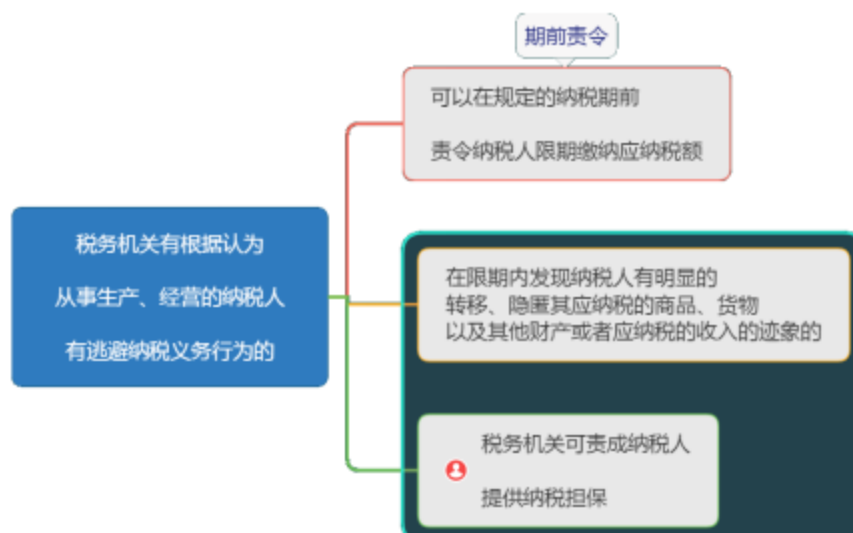 期前责令
可以在规定的纳税期前
责令纳税人限期缴纳应纳税额
税务机关有根据认为
从事生产、经营的纳税人
有逃避纳税义务行为的
在限期内发现纳税人有明显的
转移、隐匿其应纳税的商品、货物
以及其他财产或者应纳税的收入的迹象的
税务机关可责成纳税人
提供纳税担保